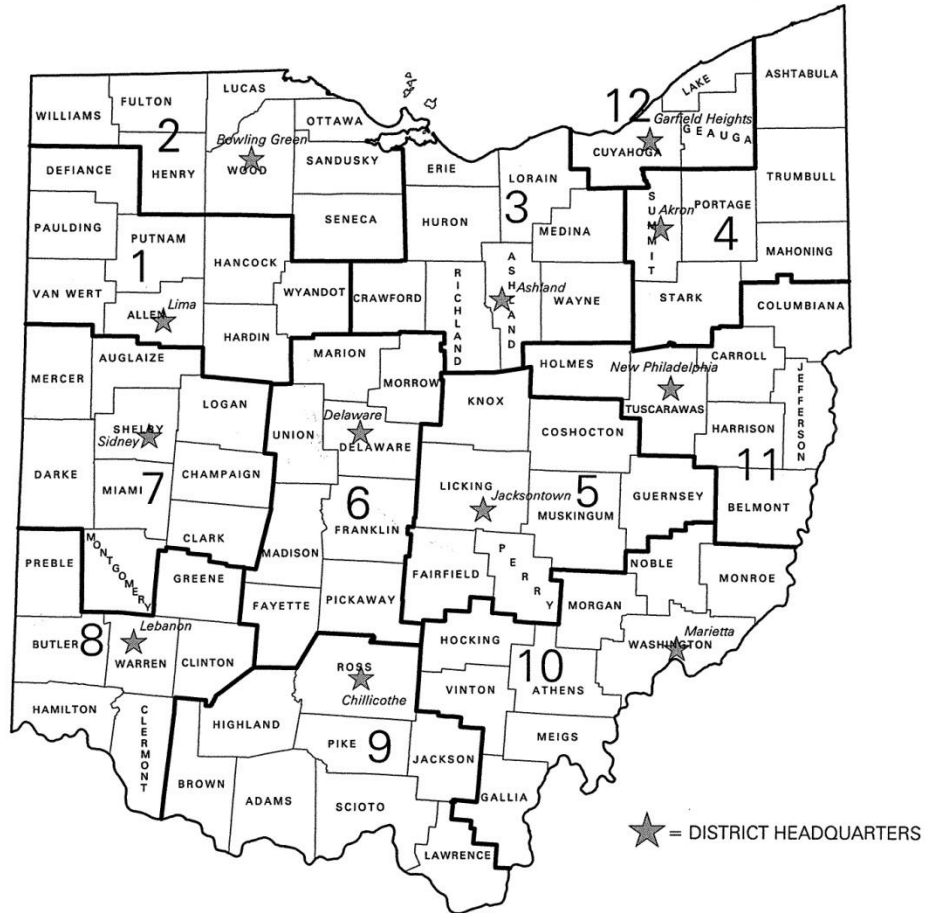 LAKE
ASHTABULA
12
LUCAS
FULTON
WILLIAMS
OTTAWA
Garfield Heights
GEAUGA
2
Bowling Green
CUYAHOGA
WOOD
SANDUSKY
HENRY
DEFIANCE
ERIE
LORAIN
TRUMBULL
3
SUMMIT
Akron
PORTAGE
4
PAULDING
SENECA
HURON
MEDINA
PUTNAM
1
HANCOCK
MAHONING
VAN WERT
WYANDOT
CRAWFORD
RICHLAND
ASHLAND
Ashland
WAYNE
STARK
Lima
ALLEN
COLUMBIANA
HARDIN
AUGLAIZE
MARION
HOLMES
CARROLL
New Philadelphia
MERCER
MORROW
JEFFERSON
LOGAN
KNOX
TUSCARAWAS
Delaware
SHELBY
Sidney
UNION
DELAWARE
COSHOCTON
HARRISON
DARKE
CHAMPAIGN
11
MIAMI
7
LICKING
Jacksontown
5
GUERNSEY
6
FRANKLIN
MUSKINGUM
BELMONT
CLARK
MONTGOMERY
MADISON
PERRY
PREBLE
GREENE
FAIRFIELD
NOBLE
MONROE
FAYETTE
PICKAWAY
MORGAN
Lebanon
Marietta
BUTLER
8
WARREN
CLINTON
HOCKING
WASHINGTON
ROSS
10
ATHENS
VINTON
Chillicothe
HAMILTON
CLERMONT
HIGHLAND
PIKE
9
MEIGS
JACKSON
BROWN
ADAMS
SCIOTO
GALLIA
= DISTRICT HEADQUARTERS
LAWRENCE